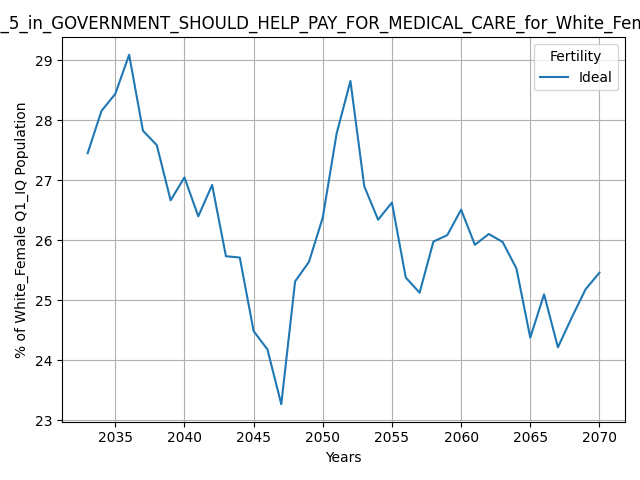 _5_in_GOVERNMENT_SHOULD_HELP_PAY_FOR_MEDICAL_CARE_for_White_Fem
Fertility
Ideal
% of White_Female Q1_IQ Population
29
28
27
26
25
24
23
2035 2040 2045 2050 2055 2060 2065 2070
Years